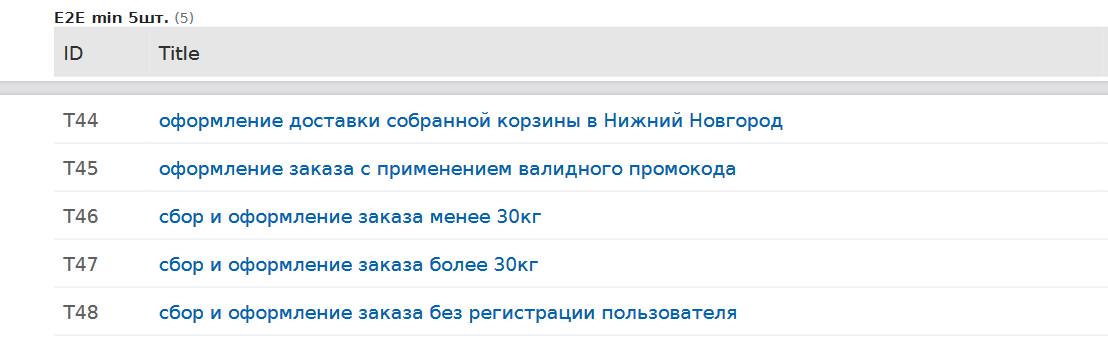 E2E min 5шт. (5)
ID Title
T44 оформление доставки собранной корзины в Нижний Новгород
T45 оформление заказа с применением валидного промокода
T46 сбор и оформление заказа менее 30кг
T47 сбор и оформление заказа более 30кг
T48 сбор и оформление заказа без регистрации пользователя